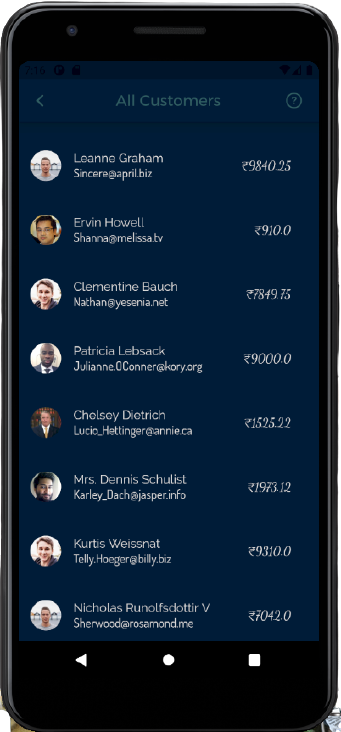 7:16
All Customers
?
Leanne Graham
Sincere@april.biz
₹9840.25
Ervin Howell
Shanna@melissa.tv
₹910.0
Clementine Bauch
Nathan@yesenia.net
₹7849.75
Patricia Lebsack
Julianne.OConner@kory.org
₹9000.0
Chelsey Dietrich
Lucio_Hettinger@annie.ca
₹1525.22
Mrs. Dennis Schulist
Karley_Dach@jasper.info
₹1973.12
Kurtis Weissnat
Telly.Hoeger@billy.biz
₹9310.0
Nicholas Runolfsdottir V
Sherwood@rosamond.me
₹7042.0